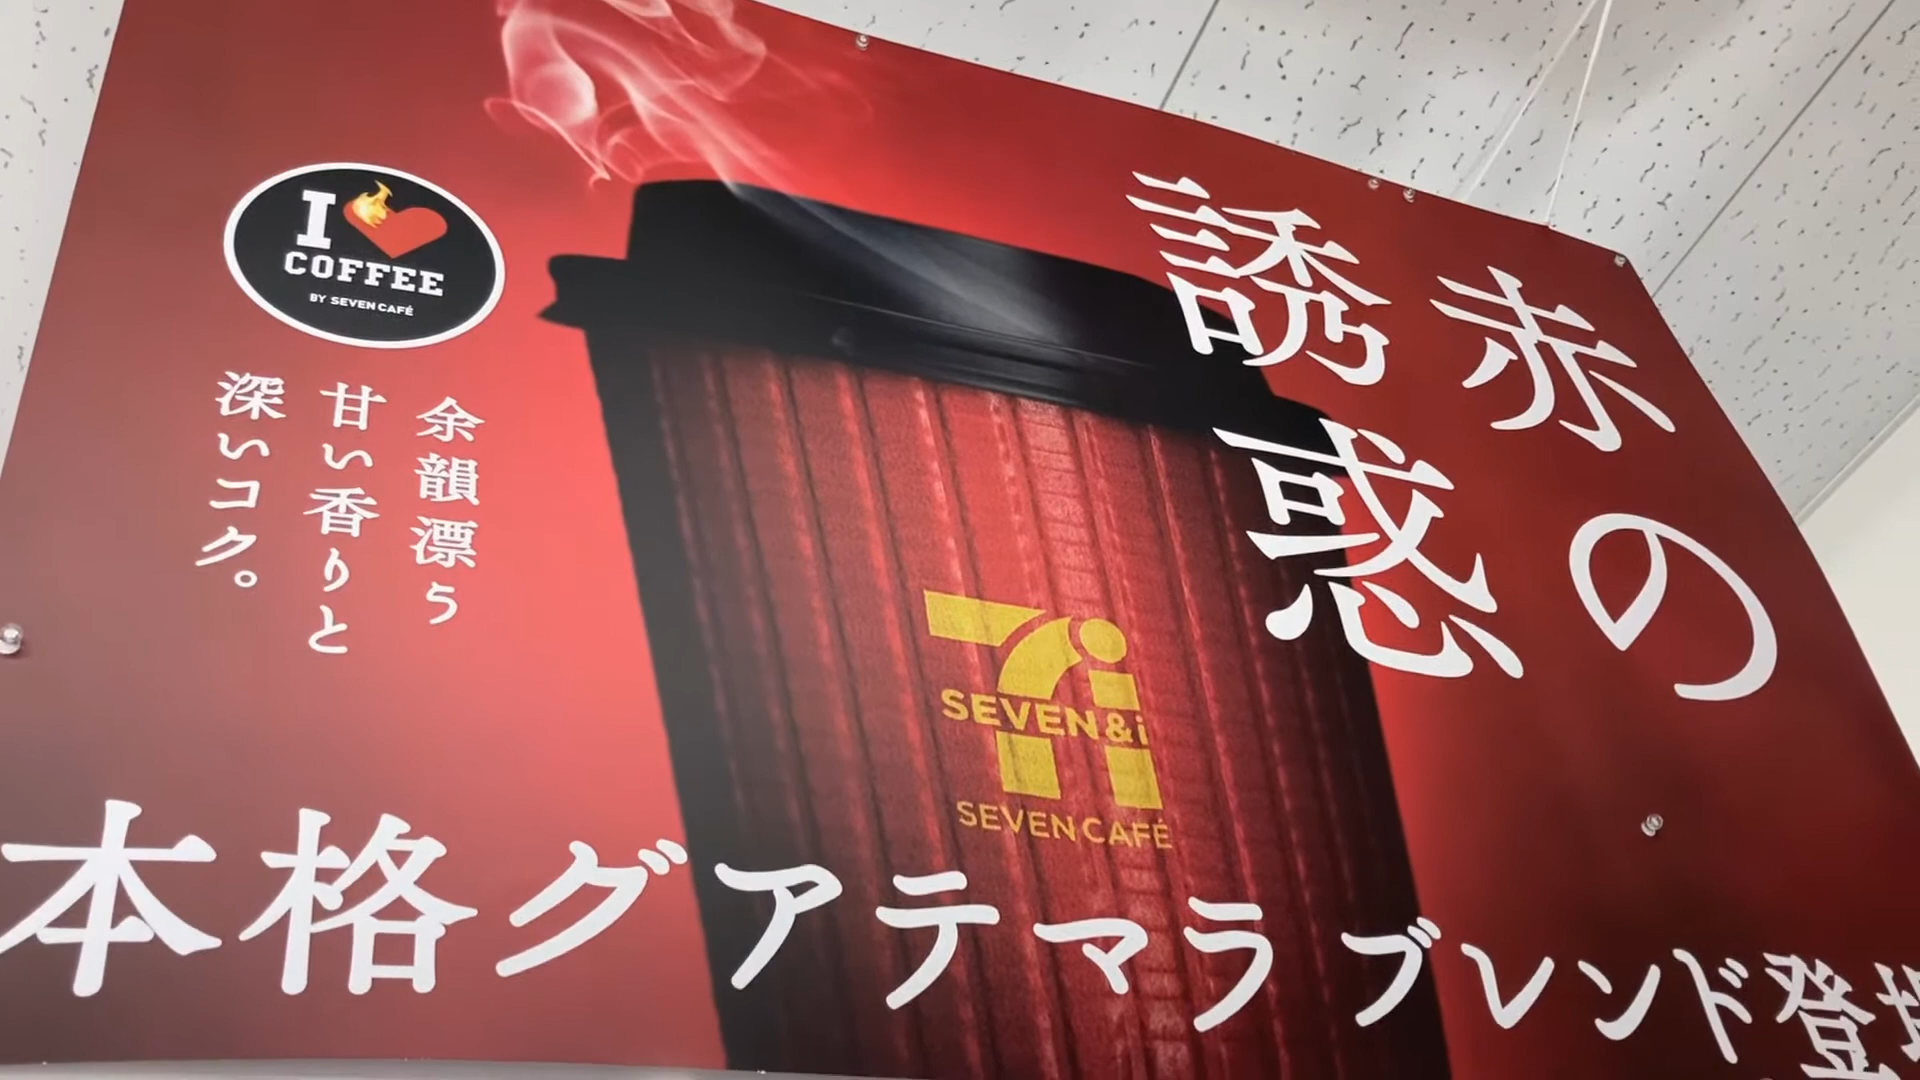 赤の
誘惑
I
COFFEE
BY SEVEN CAFÉ
余韻漂う
甘い香りと
深いコク。
SEVEN&i
SEVEN CAFÉ
本格グアテマラブレンド登